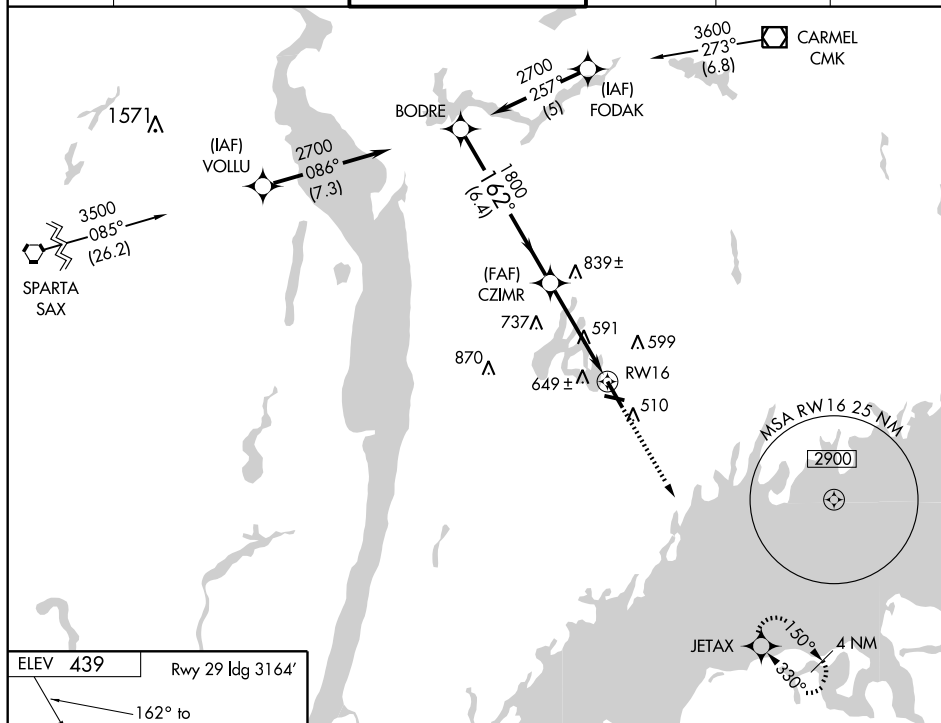 3600
273°
(6.8)
CARMEL
CMK
2700
257°
(5)
(IAF)
FODAK
BODRE
1571
(IAF)
VOLLU
2700
086°
(7.3)
1800
162°
(6.4)
3500
085°
(26.2)
SPARTA
SAX
(FAF)
CZIMR
839 ±
737
591
599
870
649 ±
RW16
510
MSA RW16 25 NM
2900
JETAX
150°
4 NM
330°
ELEV 439
Rwy 29 ldg 3164'
162° to